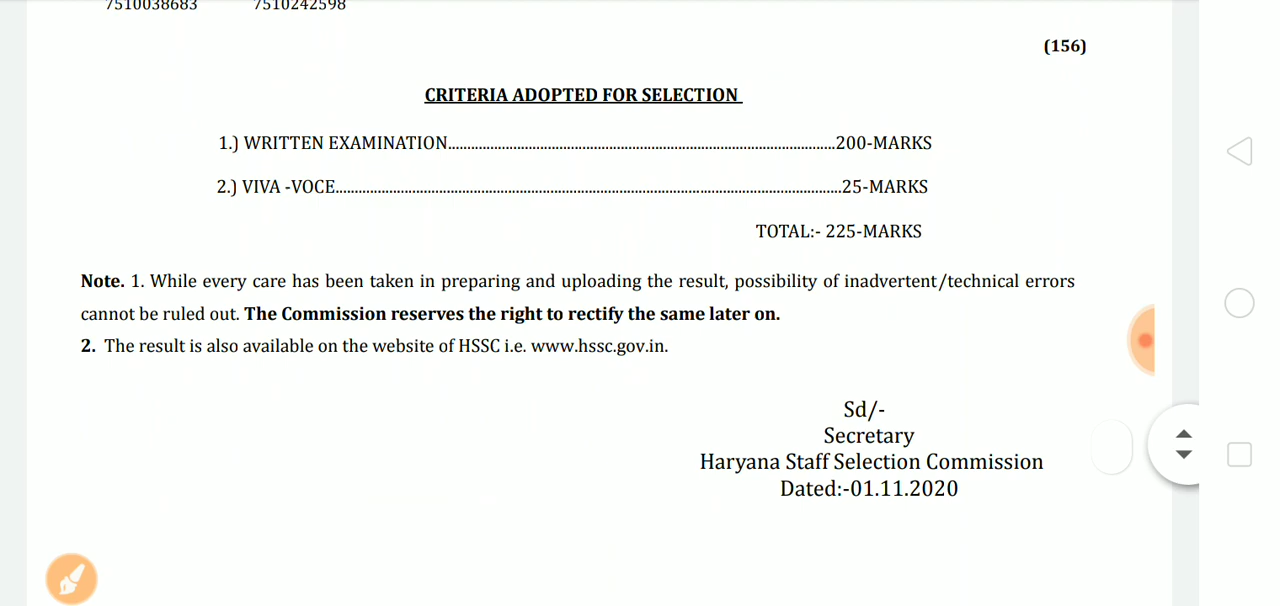 7510038683 7510242598
(156)
CRITERIA ADOPTED FOR SELECTION
1.) WRITTEN EXAMINATION..........................................................................................................200-MARKS
2.) VIVA -VOCE.......................................................................................................................................25-MARKS
TOTAL:- 225-MARKS
Note. 1. While every care has been taken in preparing and uploading the result, possibility of inadvertent/technical errors
cannot be ruled out. The Commission reserves the right to rectify the same later on.
2. The result is also available on the website of HSSC i.e. www.hssc.gov.in.
Sd/-
Secretary
Haryana Staff Selection Commission
Dated:-01.11.2020